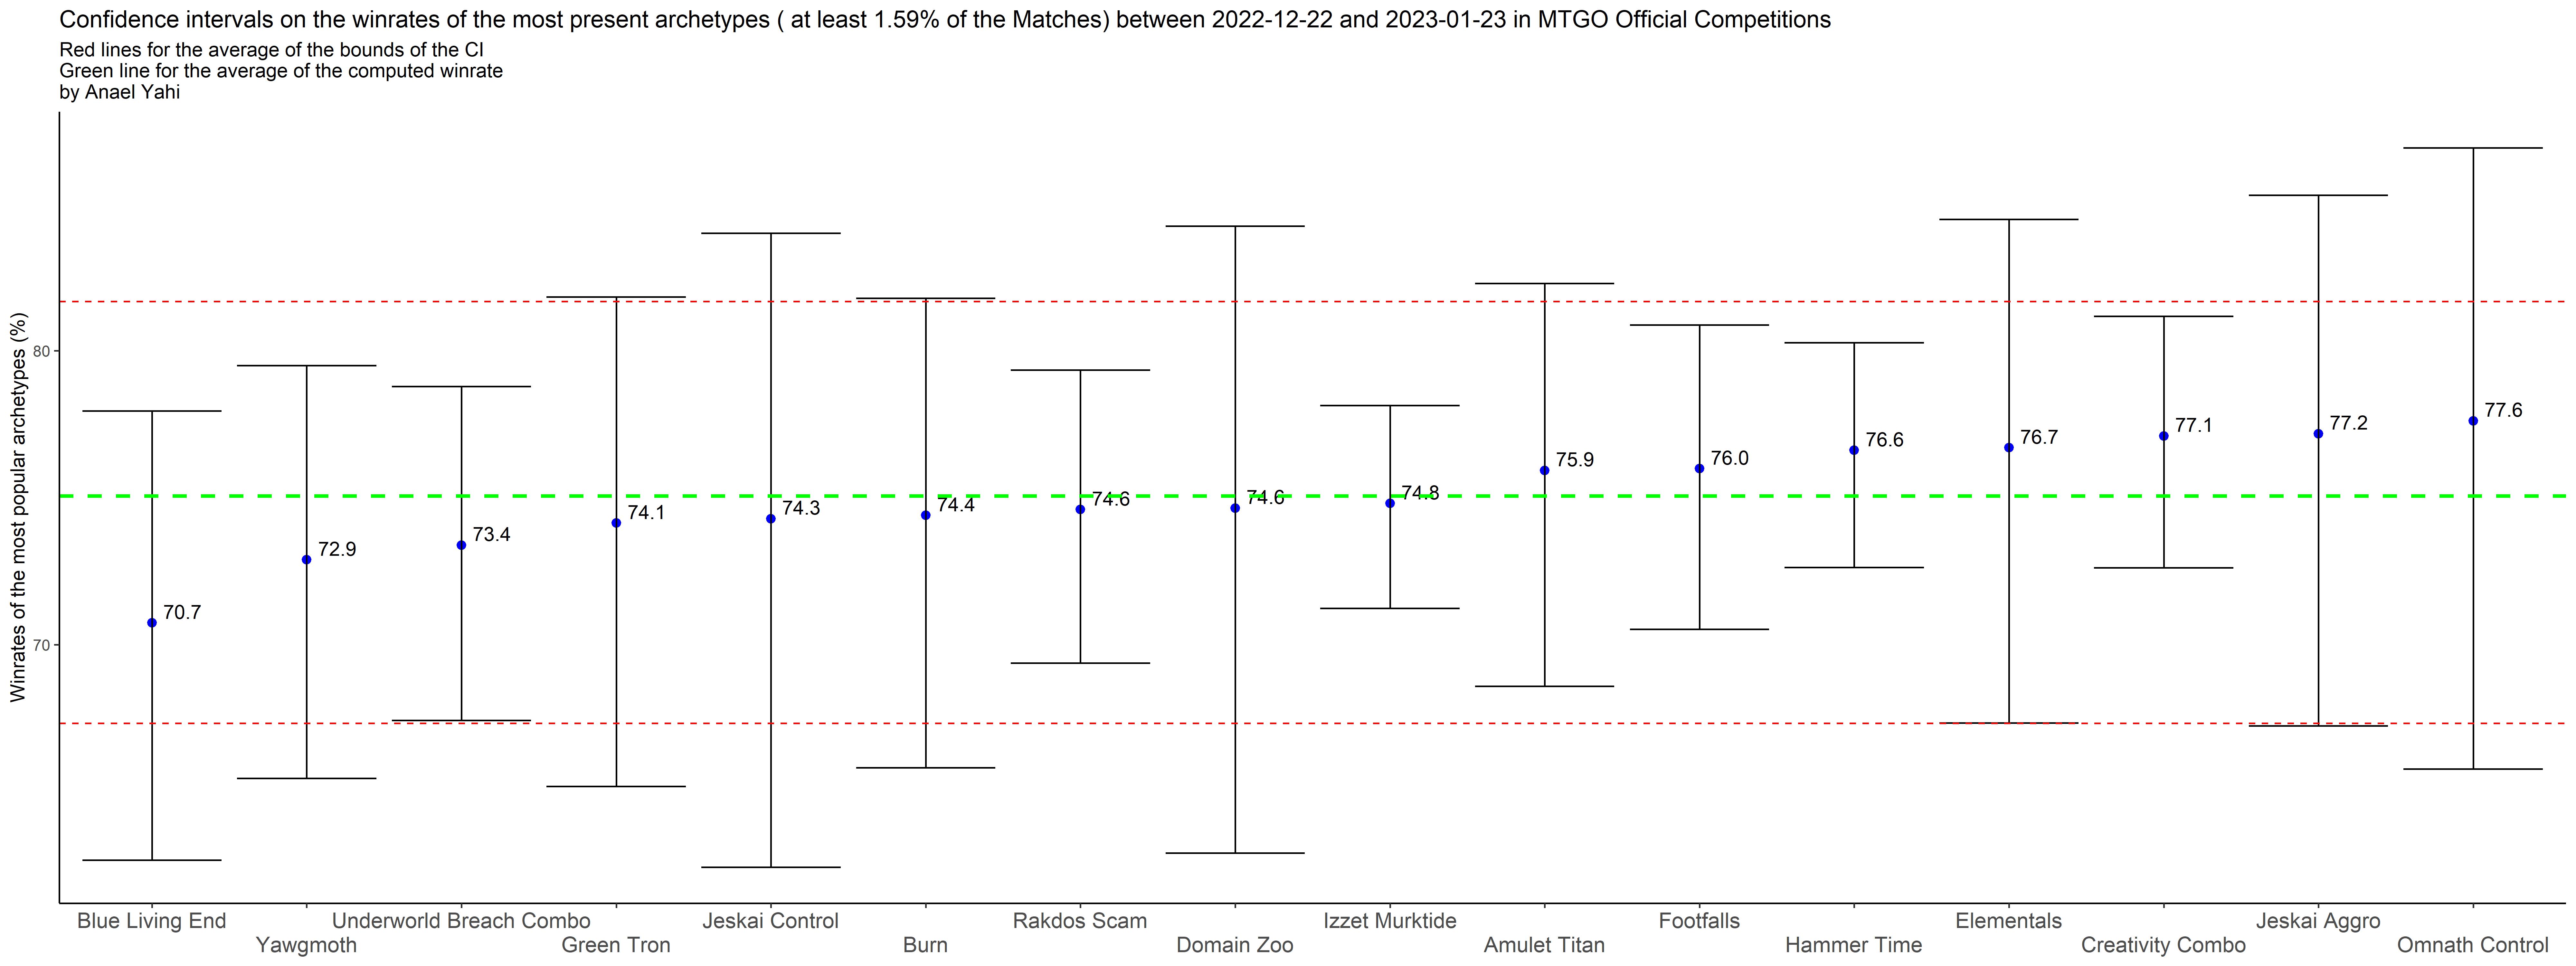 Confidence intervals on the winrates of the most present archetypes ( at least 1.59% of the Matches) between 2022-12-22 and 2023-01-23 in MTGO Official Competitions
Red lines for the average of the bounds of the CI
Green line for the average of the computed winrate
by Anael Yahi
Winrates of the most popular archetypes (%)
80
70
70.7
72.9
73.4
74.1
74.3
74.4
74.6
74.6
74.8
75.9
76.0
76.6
76.7
77.1
77.2
77.6
Blue Living End
Yawgmoth
Underworld Breach Combo
Green Tron
Jeskai Control
Burn
Rakdos Scam
Domain Zoo
Izzet Murktide
Amulet Titan
Footfalls
Hammer Time
Elementals
Creativity Combo
Jeskai Aggro
Omnath Control